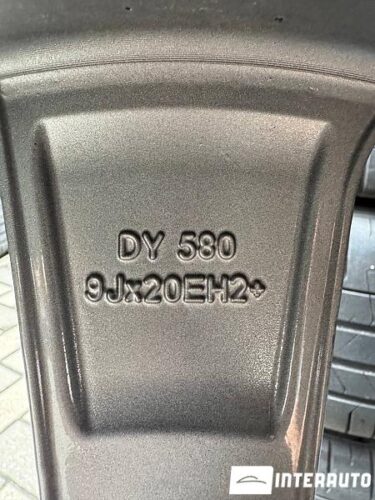 DY 580
9Jx20EH2+
INTERAUTO